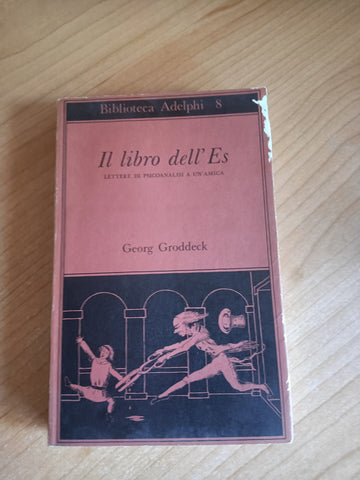 Biblioteca Adelphi 8
Il libro dell'Es
LETTERE DI PSICOANALISI A UN'AMICA
Georg Groddeck